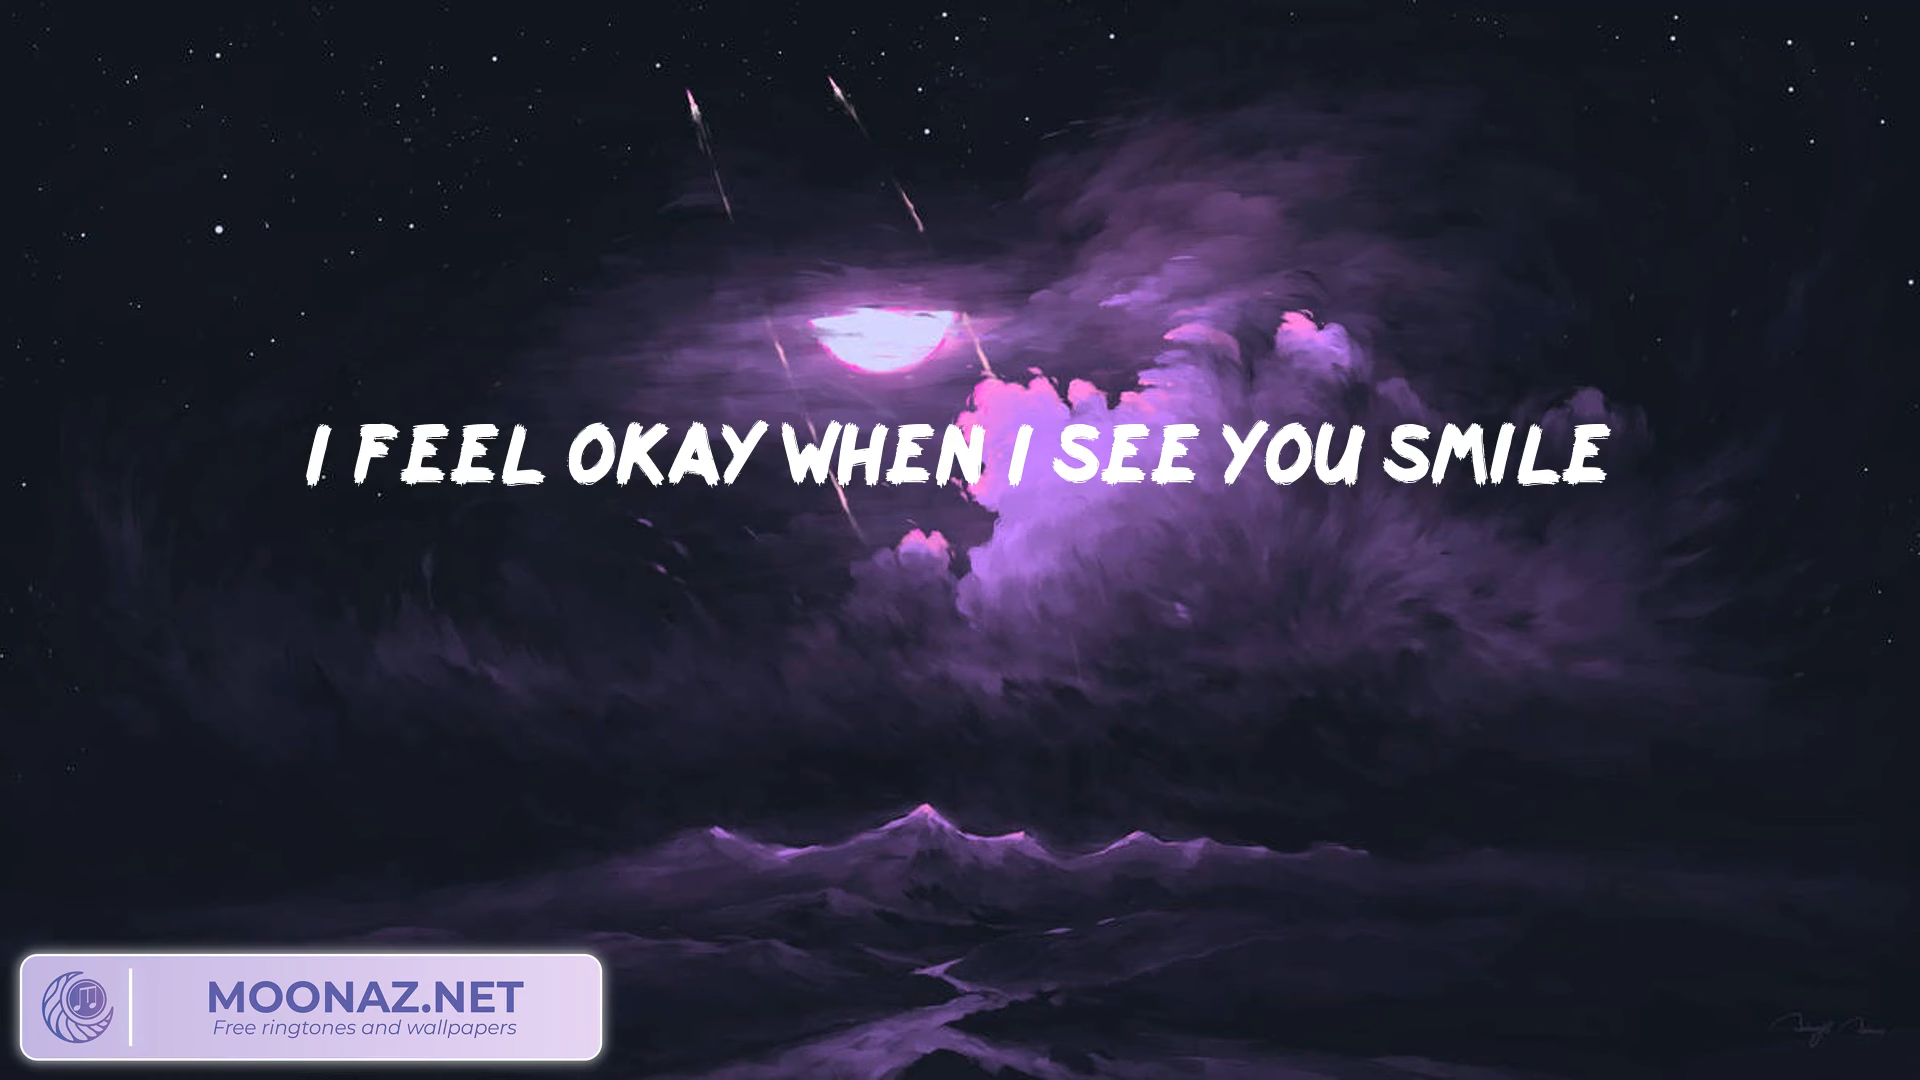 I FEEL OKAY WHEN I SEE YOU SMILE
MOONAZ.NET
Free ringtones and wallpapers